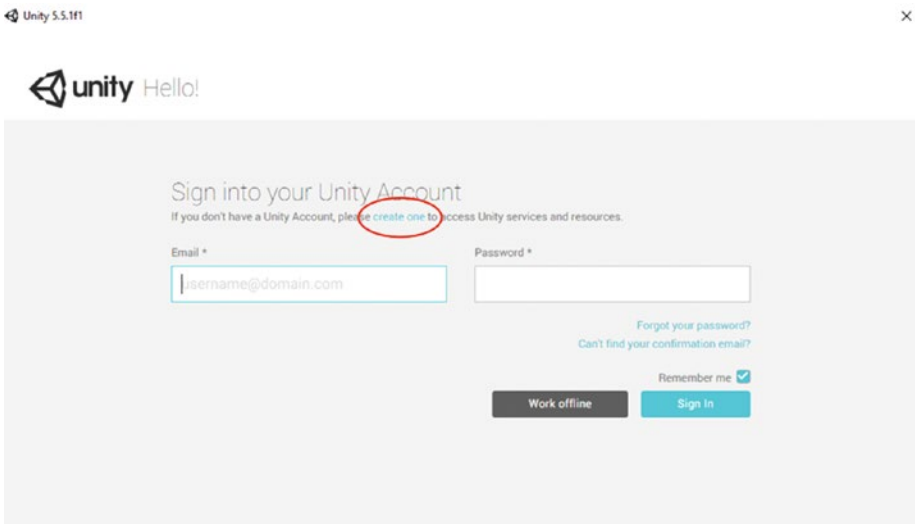 Unity 5.5.1f1
unity Hello!
Sign into your Unity Account
If you don't have a Unity Account, please create one to access Unity services and resources.
Email * Password *
username@domain.com
Forgot your password?
Can't find your confirmation email?
Remember me
Work offline Sign In